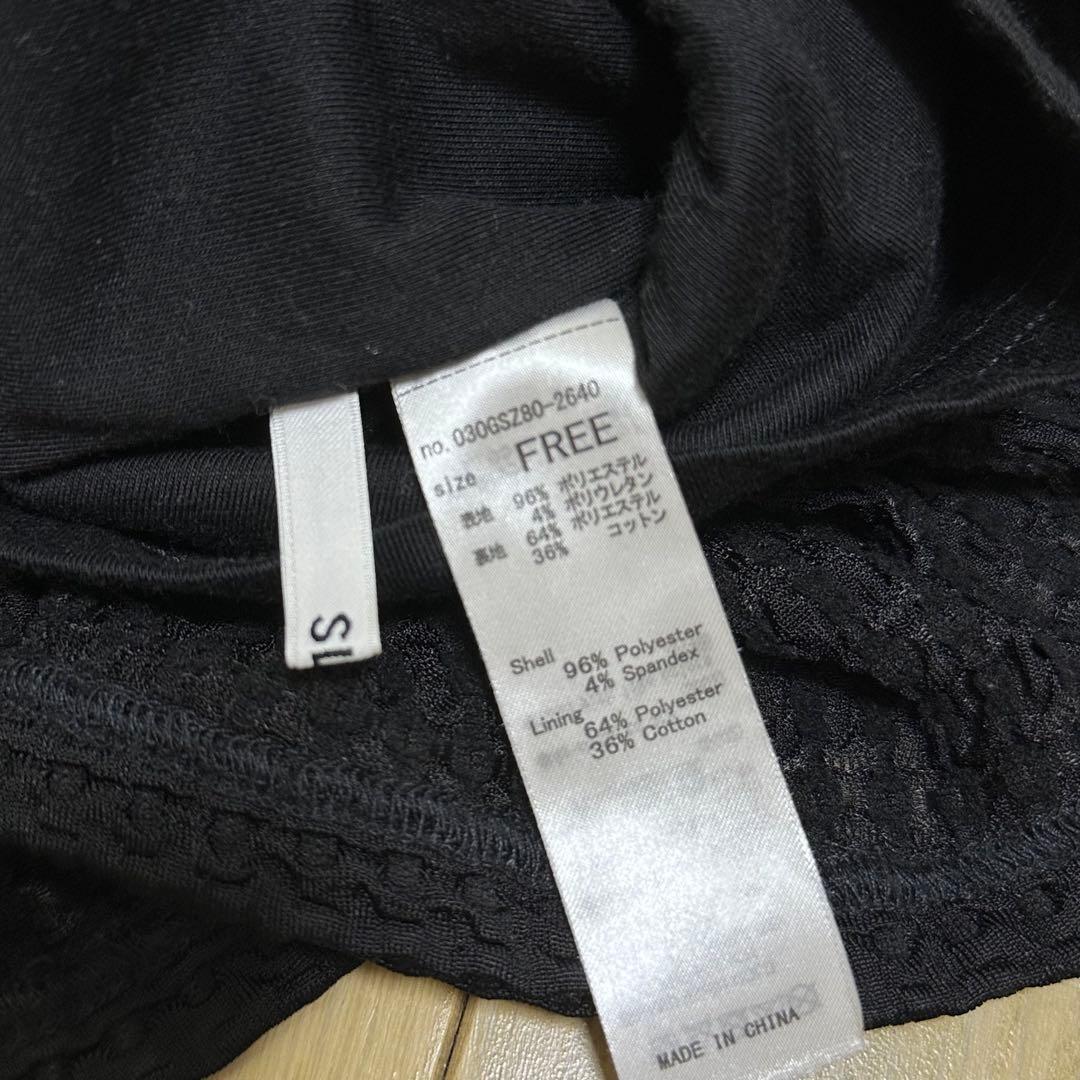 no. 030GSZ80-2640
size FREE
表地 96% ポリエステル
4% ポリウレタン
裏地 64% ポリエステル
36% コットン
Shell 96% Polyester
4% Spandex
Lining 64% Polyester
36% Cotton
MADE IN CHINA